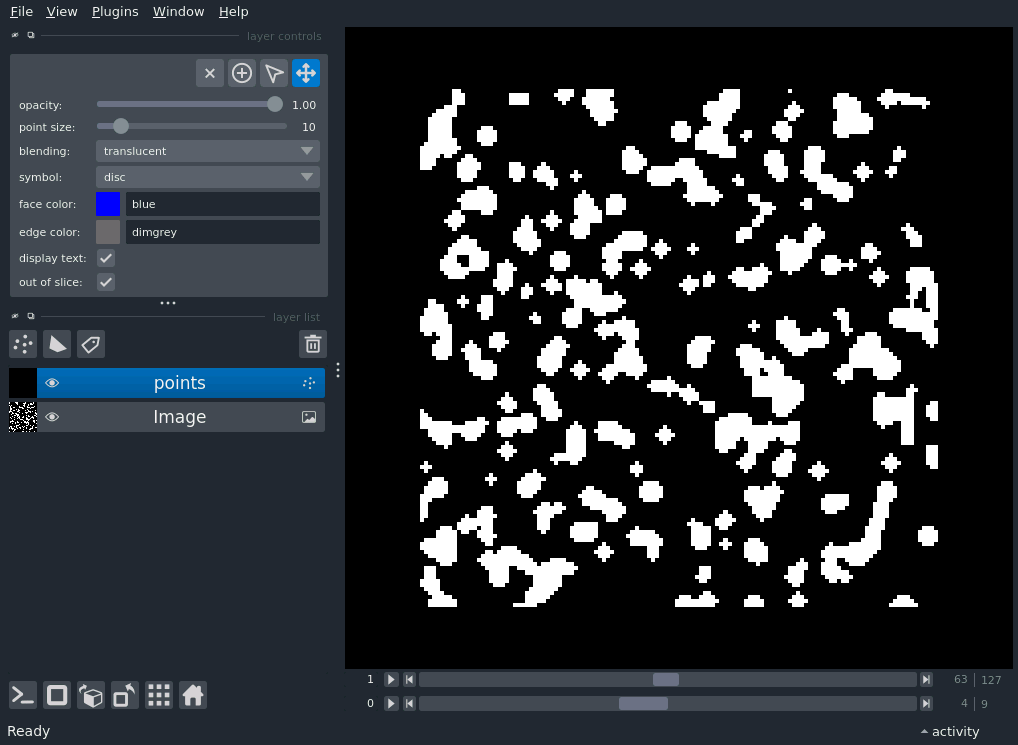 File View Plugins Window Help
layer controls
opacity: 1.00
point size: 10
blending: translucent
symbol: disc
face color: blue
edge color: dimgrey
display text:
out of slice:
layer list
points
Image
1 63 127
0 4 9
Ready activity